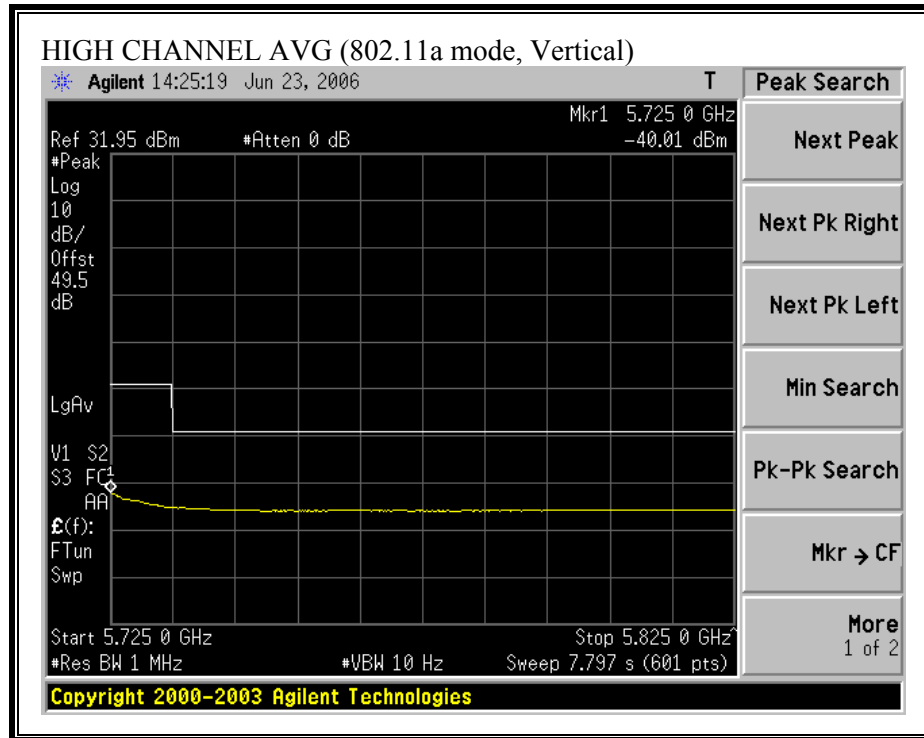 HIGH CHANNEL AVG (802.11a mode, Vertical)
Agilent 14:25:19 Jun 23, 2006 T
Peak Search
Mkr1 5.725 0 GHz
Ref 31.95 dBm #Atten 0 dB -40.01 dBm
#Peak
Log
10
dB/
Offst
49.5
dB
LgAv
V1 S2
S3 FC
AA
£(f):
FTun
Swp
1
Start 5.725 0 GHz Stop 5.825 0 GHz^
#Res BW 1 MHz #VBW 10 Hz Sweep 7.797 s (601 pts)
Next Peak
Next Pk Right
Next Pk Left
Min Search
Pk-Pk Search
Mkr → CF
More
1 of 2
Copyright 2000-2003 Agilent Technologies